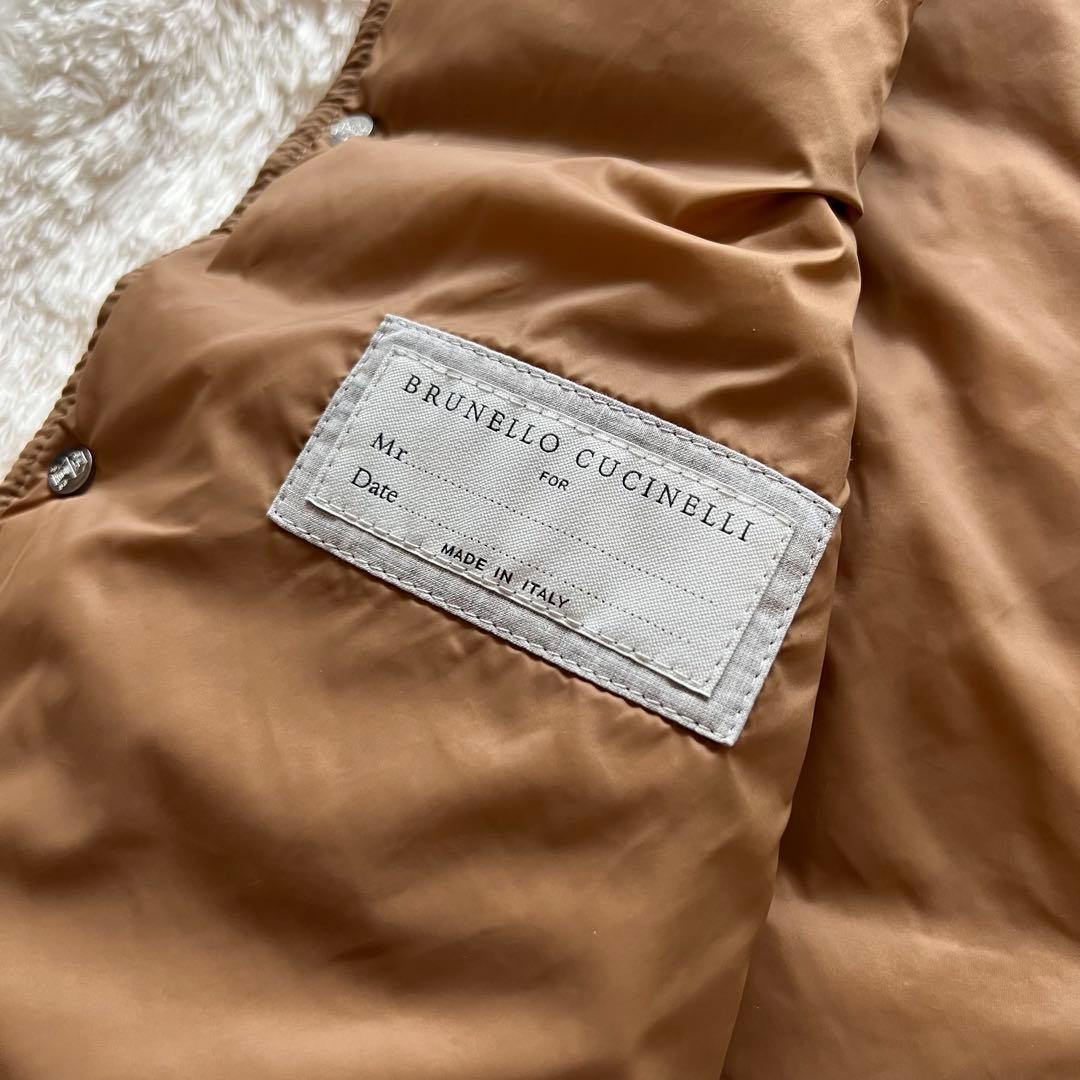 BRUNELLO CUCINELLI
FOR
Mr..............................
Date..............................
MADE IN ITALY